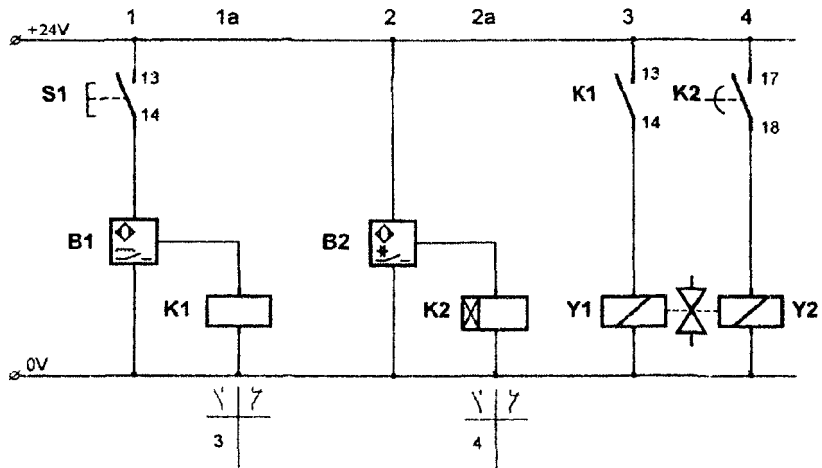 1 1a 2 2a 3 4
+24V
13 13 17
S1 K1 K2
14 14 18
B1 B2
K1 K2 Y1 Y2
0V
3 4